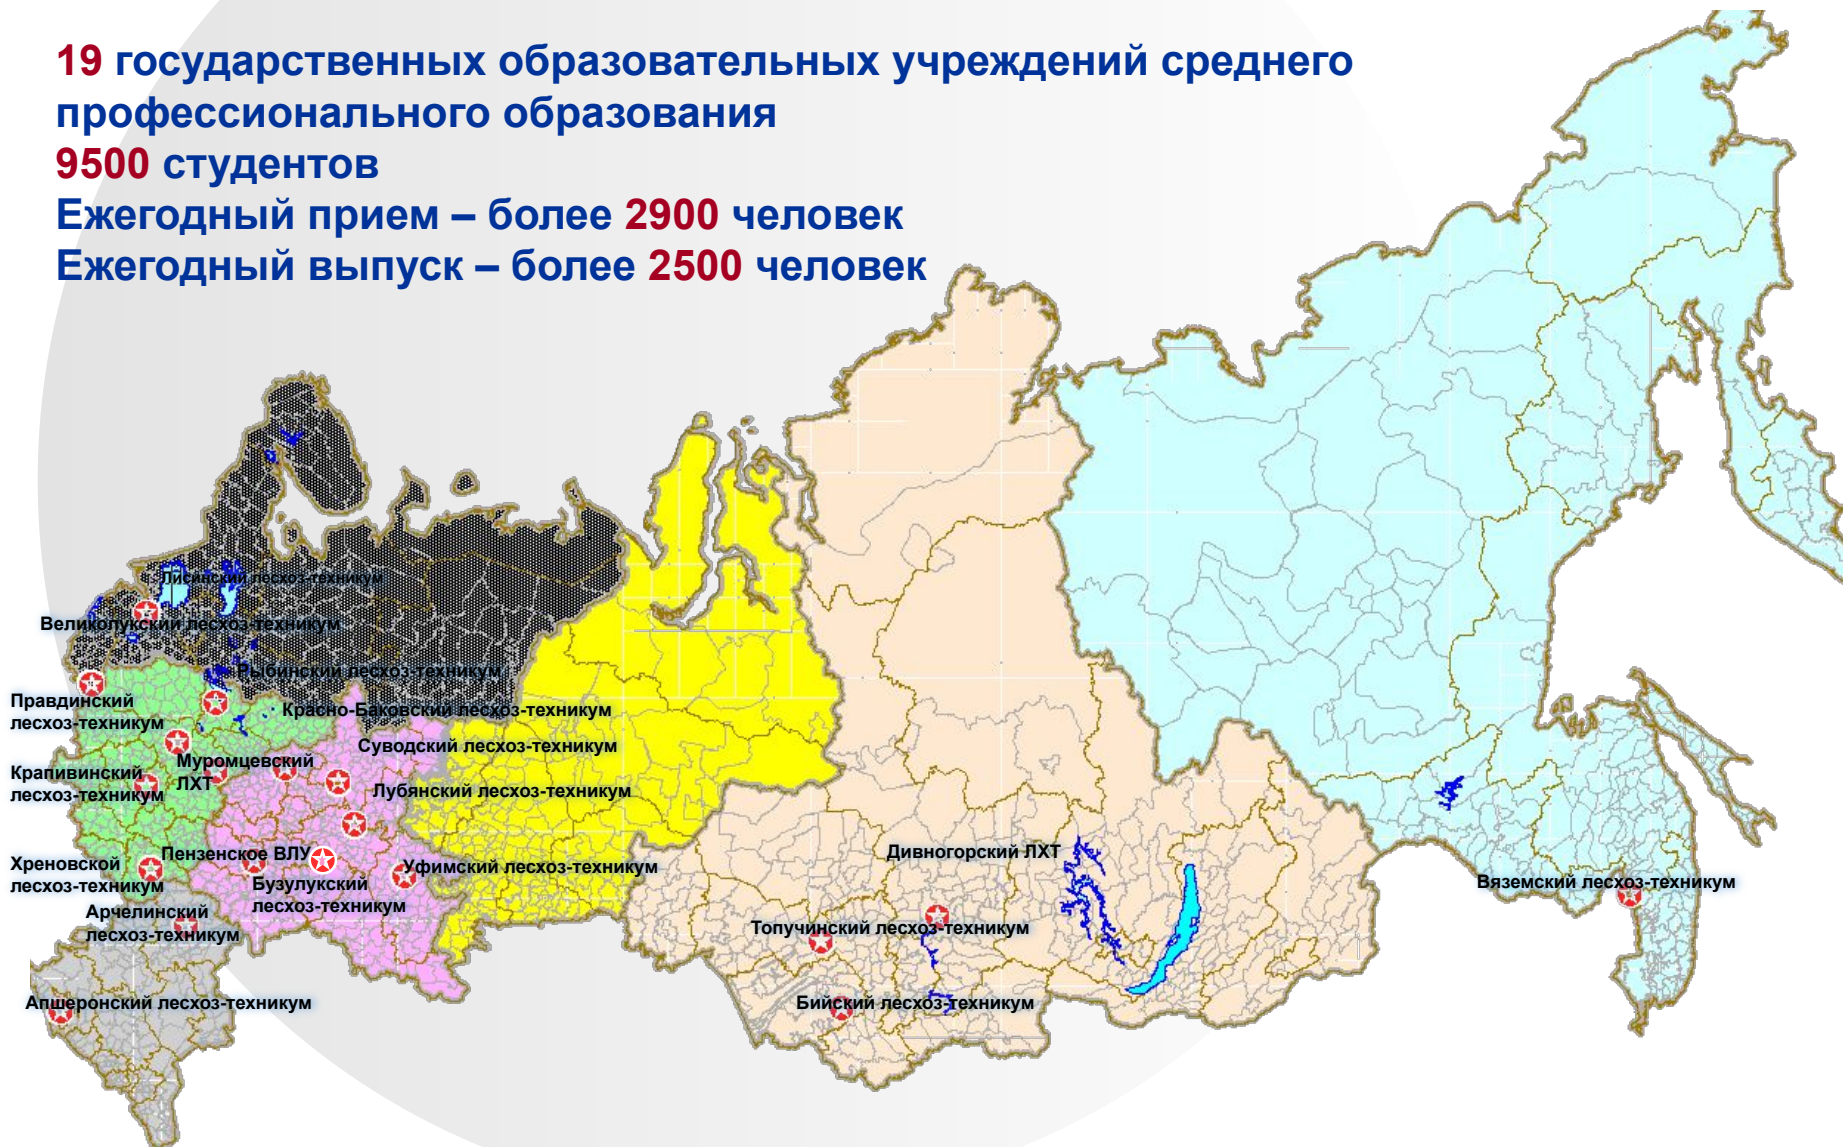 19 государственных образовательных учреждений среднего
профессионального образования
9500 студентов
Ежегодный прием – более 2900 человек
Ежегодный выпуск – более 2500 человек
Лисинский лесхоз-техникум
Великолукский лесхоз-техникум
Рыбинский лесхоз-техникум
Правдинский
лесхоз-техникум
Красно-Баковский лесхоз-техникум
Суводский лесхоз-техникум
Муромцевский
ЛХТ
Крапивинский
лесхоз-техникум
Лубянский лесхоз-техникум
Хреновской
лесхоз-техникум
Пензенское ВЛУ
Уфимский лесхоз-техникум
Бузулукский
лесхоз-техникум
Дивногорский ЛХТ
Вяземский лесхоз-техникум
Арчелинский
лесхоз-техникум
Топучинский лесхоз-техникум
Апшеронский лесхоз-техникум
Бийский лесхоз-техникум